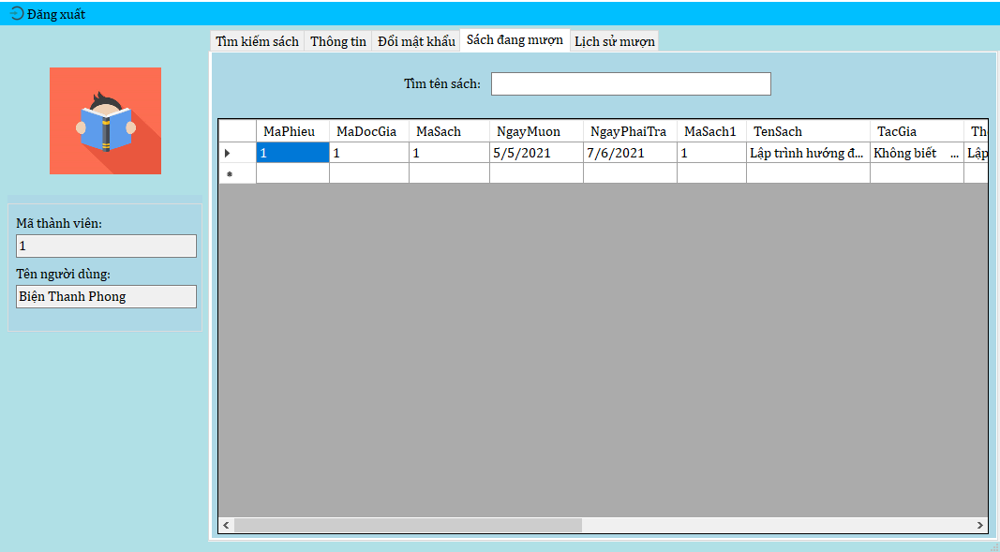 Đăng xuất
Tìm kiếm sách Thông tin Đổi mật khẩu Sách đang mượn Lịch sử mượn
Tìm tên sách:
MaPhieu MaDocGia MaSach NgayMuon NgayPhaiTra MaSach1 TenSach TacGia Th
1 1 1 5/5/2021 7/6/2021 1 Lập trình hướng đ... Không biết ... Lập
Mã thành viên:
1
Tên người dùng:
Biện Thanh Phong